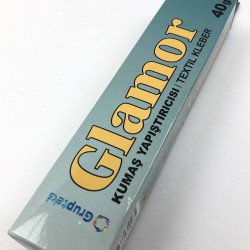 40g
Glamor
KUMAŞ YAPIŞTIRICISI / TEXTIL KLEBER
Grupteks